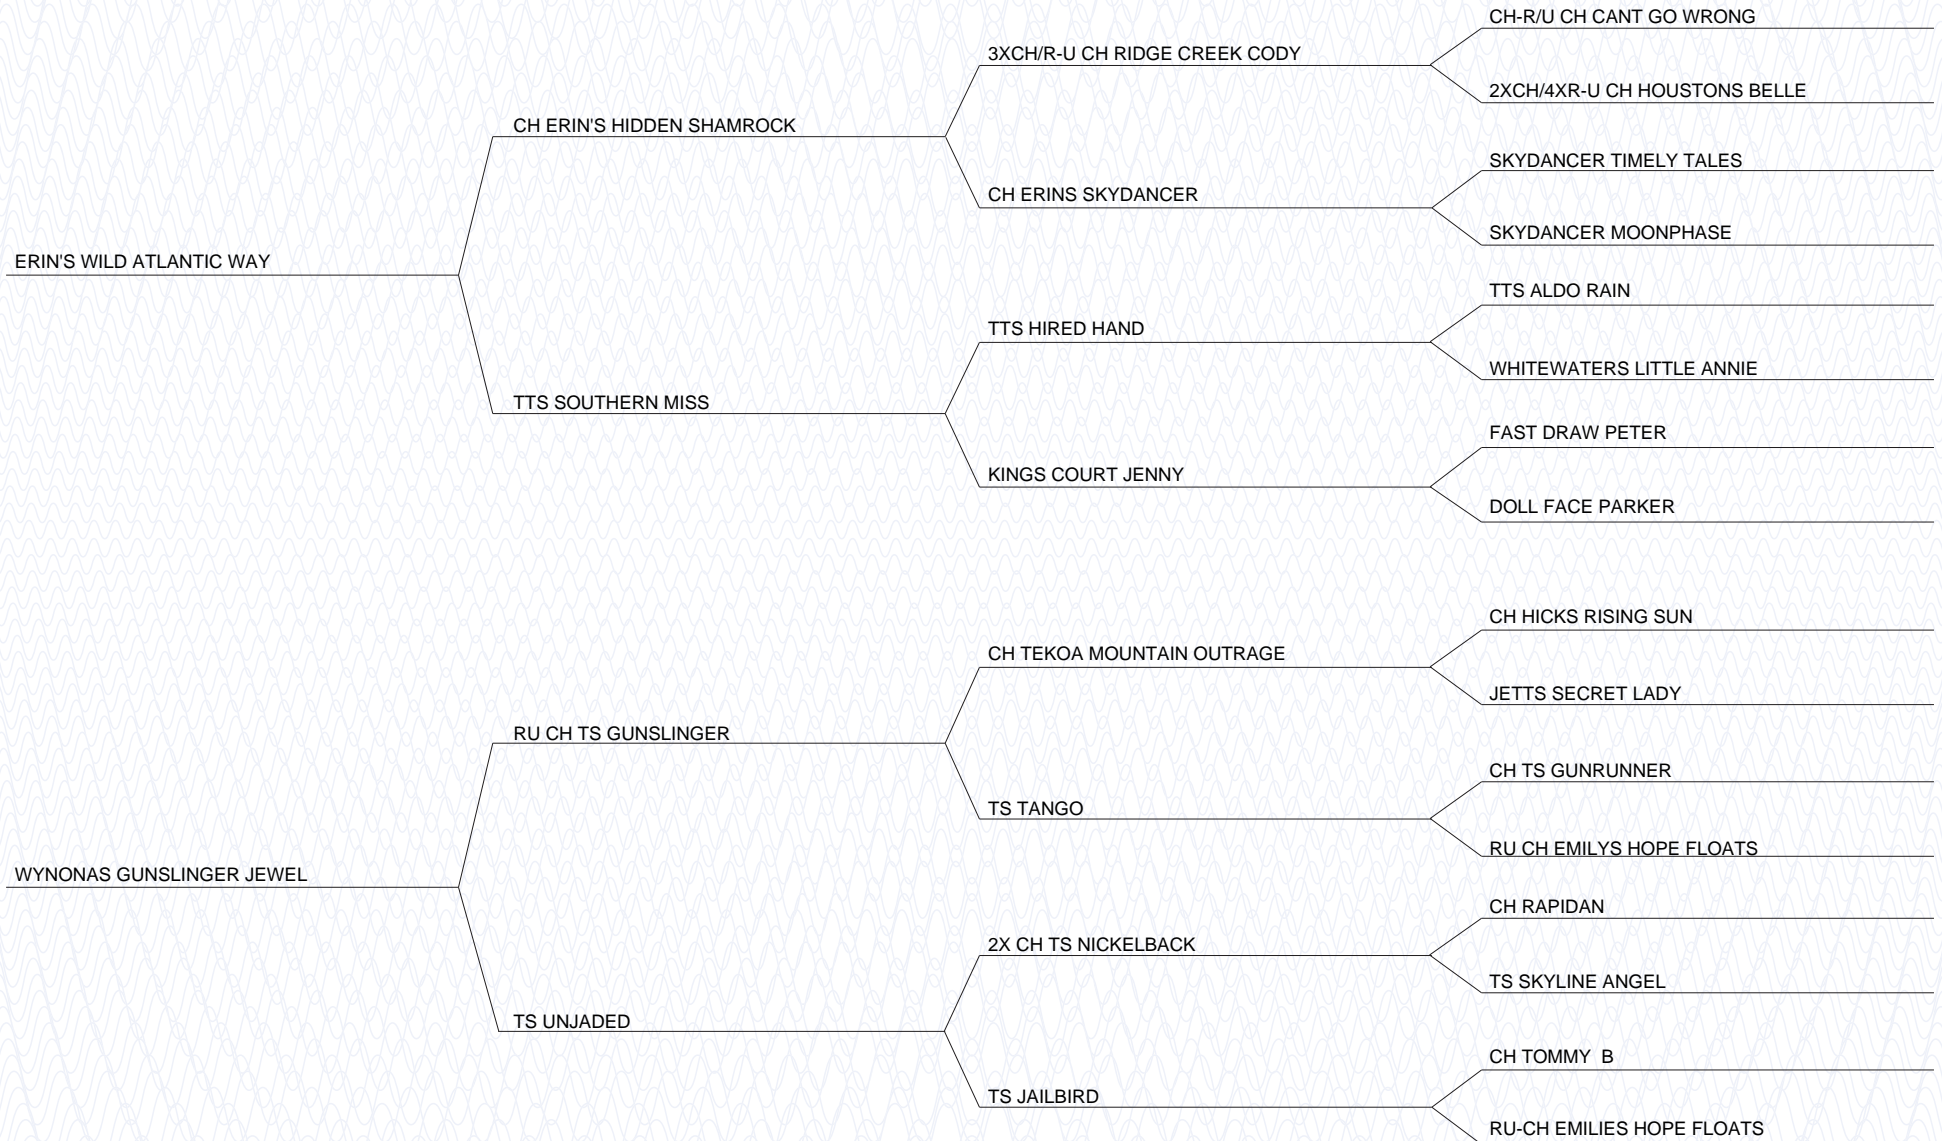 CH-R/U CH CANT GO WRONG
3XCH/R-U CH RIDGE CREEK CODY
2XCH/4XR-U CH HOUSTONS BELLE
CH ERIN'S HIDDEN SHAMROCK
SKYDANCER TIMELY TALES
CH ERINS SKYDANCER
SKYDANCER MOONPHASE
ERIN'S WILD ATLANTIC WAY
TTS ALDO RAIN
TTS HIRED HAND
WHITEWATERS LITTLE ANNIE
TTS SOUTHERN MISS
FAST DRAW PETER
KINGS COURT JENNY
DOLL FACE PARKER
CH HICKS RISING SUN
CH TEKOA MOUNTAIN OUTRAGE
JETTS SECRET LADY
RU CH TS GUNSLINGER
CH TS GUNRUNNER
TS TANGO
RU CH EMILYS HOPE FLOATS
WYNONAS GUNSLINGER JEWEL
CH RAPIDAN
2X CH TS NICKELBACK
TS SKYLINE ANGEL
TS UNJADED
CH TOMMY  B
TS JAILBIRD
RU-CH EMILIES HOPE FLOATS